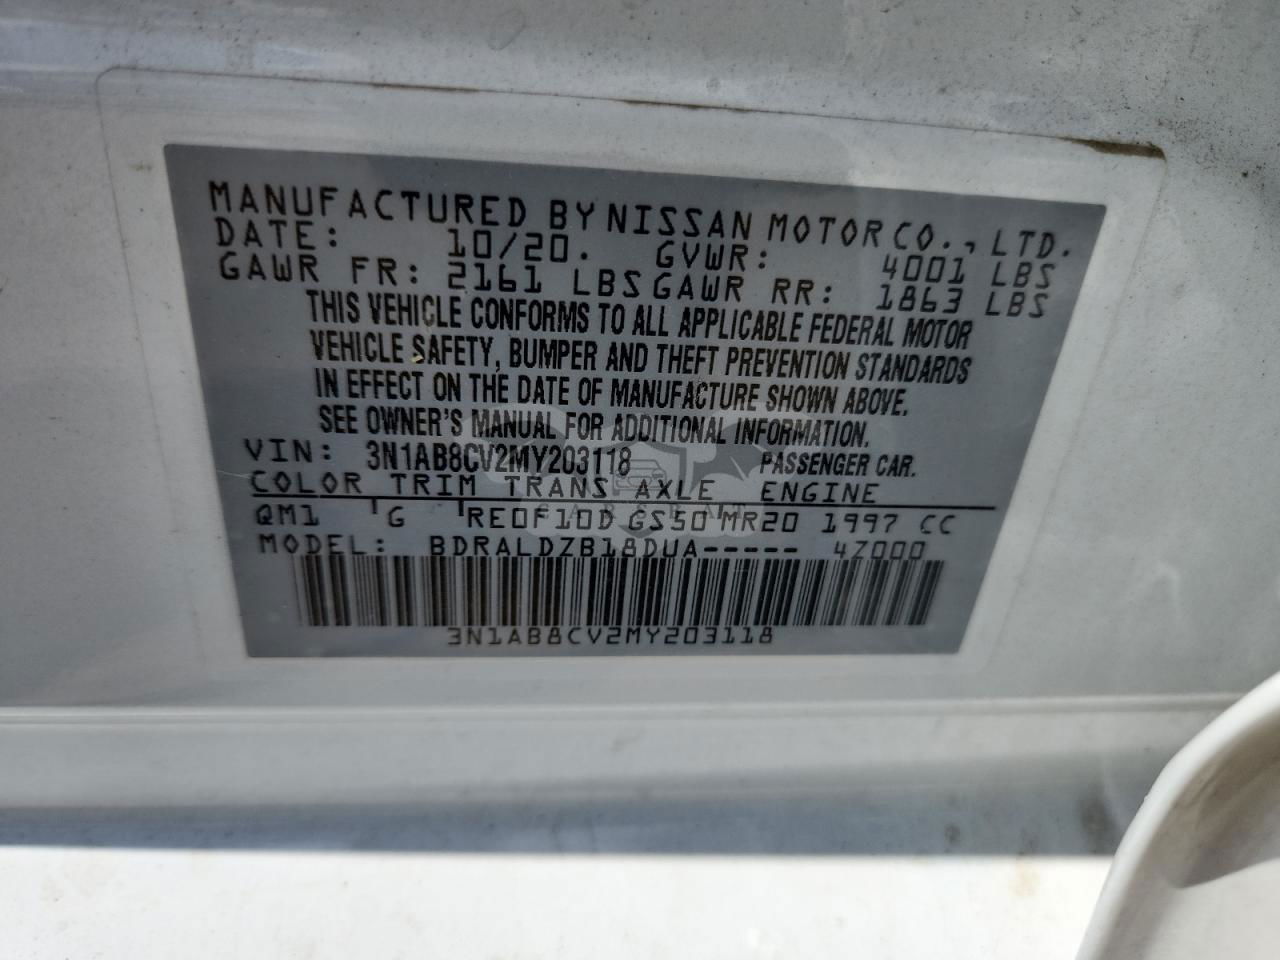 MANUFACTURED BY NISSAN MOTOR CO., LTD.
DATE: 10/20. GVWR: 4001 LBS
GAWR FR: 2161 LBS GAWR RR: 1863 LBS
THIS VEHICLE CONFORMS TO ALL APPLICABLE FEDERAL MOTOR
VEHICLE SAFETY, BUMPER AND THEFT PREVENTION STANDARDS
IN EFFECT ON THE DATE OF MANUFACTURE SHOWN ABOVE.
SEE OWNER'S MANUAL FOR ADDITIONAL INFORMATION.
VIN: 3N1AB8CV2MY203118 PASSENGER CAR.
COLOR TRIM TRANS AXLE ENGINE
QM1 'G 'RE0F10D GS50 MR20 1997 CC
MODEL: BDRALDZB18DUA----- 4Z000
3N1AB8CV2MY203118